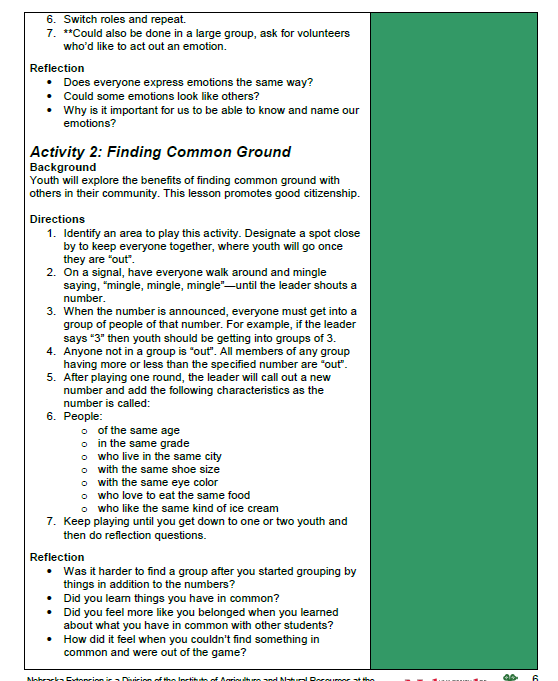 6. Switch roles and repeat.
7. **Could also be done in a large group, ask for volunteers
who'd like to act out an emotion.
Reflection
• Does everyone express emotions the same way?
• Could some emotions look like others?
• Why is it important for us to be able to know and name our
emotions?
Activity 2: Finding Common Ground
Background
Youth will explore the benefits of finding common ground with
others in their community. This lesson promotes good citizenship.
Directions
1. Identify an area to play this activity. Designate a spot close
by to keep everyone together, where youth will go once
they are “out”.
2. On a signal, have everyone walk around and mingle
saying, “mingle, mingle, mingle”—until the leader shouts a
number.
3. When the number is announced, everyone must get into a
group of people of that number. For example, if the leader
says “3” then youth should be getting into groups of 3.
4. Anyone not in a group is “out”. All members of any group
having more or less than the specified number are “out”.
5. After playing one round, the leader will call out a new
number and add the following characteristics as the
number is called:
6. People:
o of the same age
o in the same grade
o who live in the same city
o with the same shoe size
o with the same eye color
o who love to eat the same food
o who like the same kind of ice cream
7. Keep playing until you get down to one or two youth and
then do reflection questions.
Reflection
• Was it harder to find a group after you started grouping by
things in addition to the numbers?
• Did you learn things you have in common?
• Did you feel more like you belonged when you learned
about what you have in common with other students?
• How did it feel when you couldn’t find something in
common and were out of the game?
Nebraska Extension is a Division of the Institute of Agriculture and Natural Resources at the
6